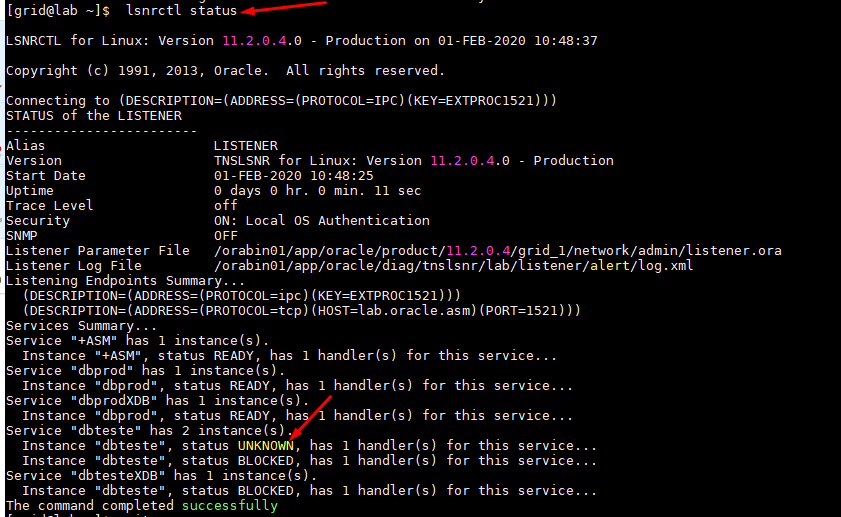 [grid@lab ~]$  lsnrctl status
LSNRCTL for Linux: Version 11.2.0.4.0 - Production on 01-FEB-2020 10:48:37
Copyright (c) 1991, 2013, Oracle.  All rights reserved.
Connecting to (DESCRIPTION=(ADDRESS=(PROTOCOL=IPC)(KEY=EXTPROC1521)))
STATUS of the LISTENER
------------------------
Alias                     LISTENER
Version                   TNSLSNR for Linux: Version 11.2.0.4.0 - Production
Start Date                01-FEB-2020 10:48:25
Uptime                    0 days 0 hr. 0 min. 11 sec
Trace Level               off
Security                  ON: Local OS Authentication
SNMP                      OFF
Listener Parameter File   /orabin01/app/oracle/product/11.2.0.4/grid_1/network/admin/listener.ora
Listener Log File         /orabin01/app/oracle/diag/tnslsnr/lab/listener/alert/log.xml
Listening Endpoints Summary...
  (DESCRIPTION=(ADDRESS=(PROTOCOL=ipc)(KEY=EXTPROC1521)))
  (DESCRIPTION=(ADDRESS=(PROTOCOL=tcp)(HOST=lab.oracle.asm)(PORT=1521)))
Services Summary...
Service "+ASM" has 1 instance(s).
  Instance "+ASM", status READY, has 1 handler(s) for this service...
Service "dbprod" has 1 instance(s).
  Instance "dbprod", status READY, has 1 handler(s) for this service...
Service "dbprodXDB" has 1 instance(s).
  Instance "dbprod", status READY, has 1 handler(s) for this service...
Service "dbteste" has 2 instance(s).
  Instance "dbteste", status UNKNOWN, has 1 handler(s) for this service...
  Instance "dbteste", status BLOCKED, has 1 handler(s) for this service...
Service "dbtesteXDB" has 1 instance(s).
  Instance "dbteste", status BLOCKED, has 1 handler(s) for this service...
The command completed successfully